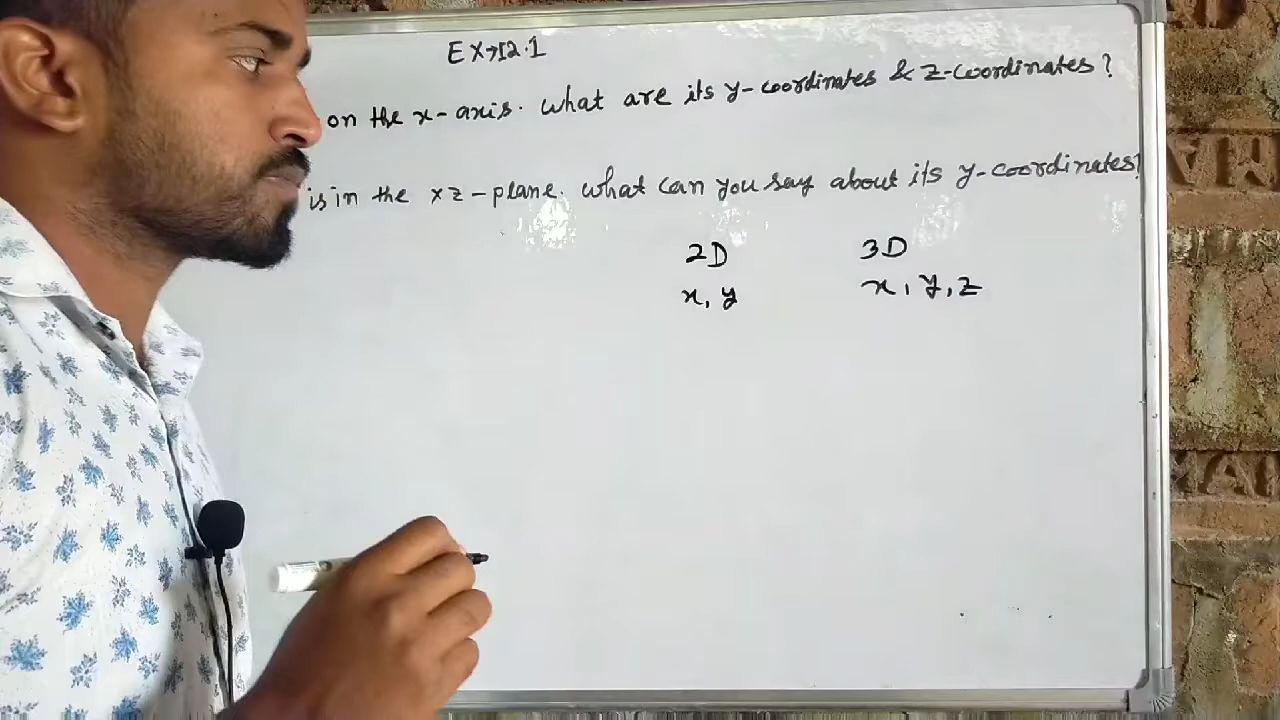 EX→12.1
on the x-axis. What are its y-coordinates & z-coordinates?
is in the xz-plane. What can you say about its y-coordinates?
2D 3D
x, y x, y, z